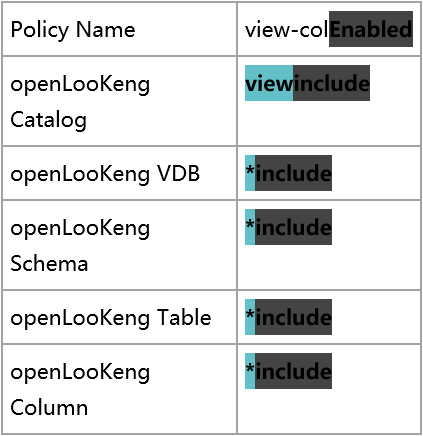 Policy Name view-colEnabled
openLooKeng
Catalog
viewinclude
openLooKeng VDB *include
openLooKeng
Schema
*include
openLooKeng Table *include
openLooKeng
Column
*include